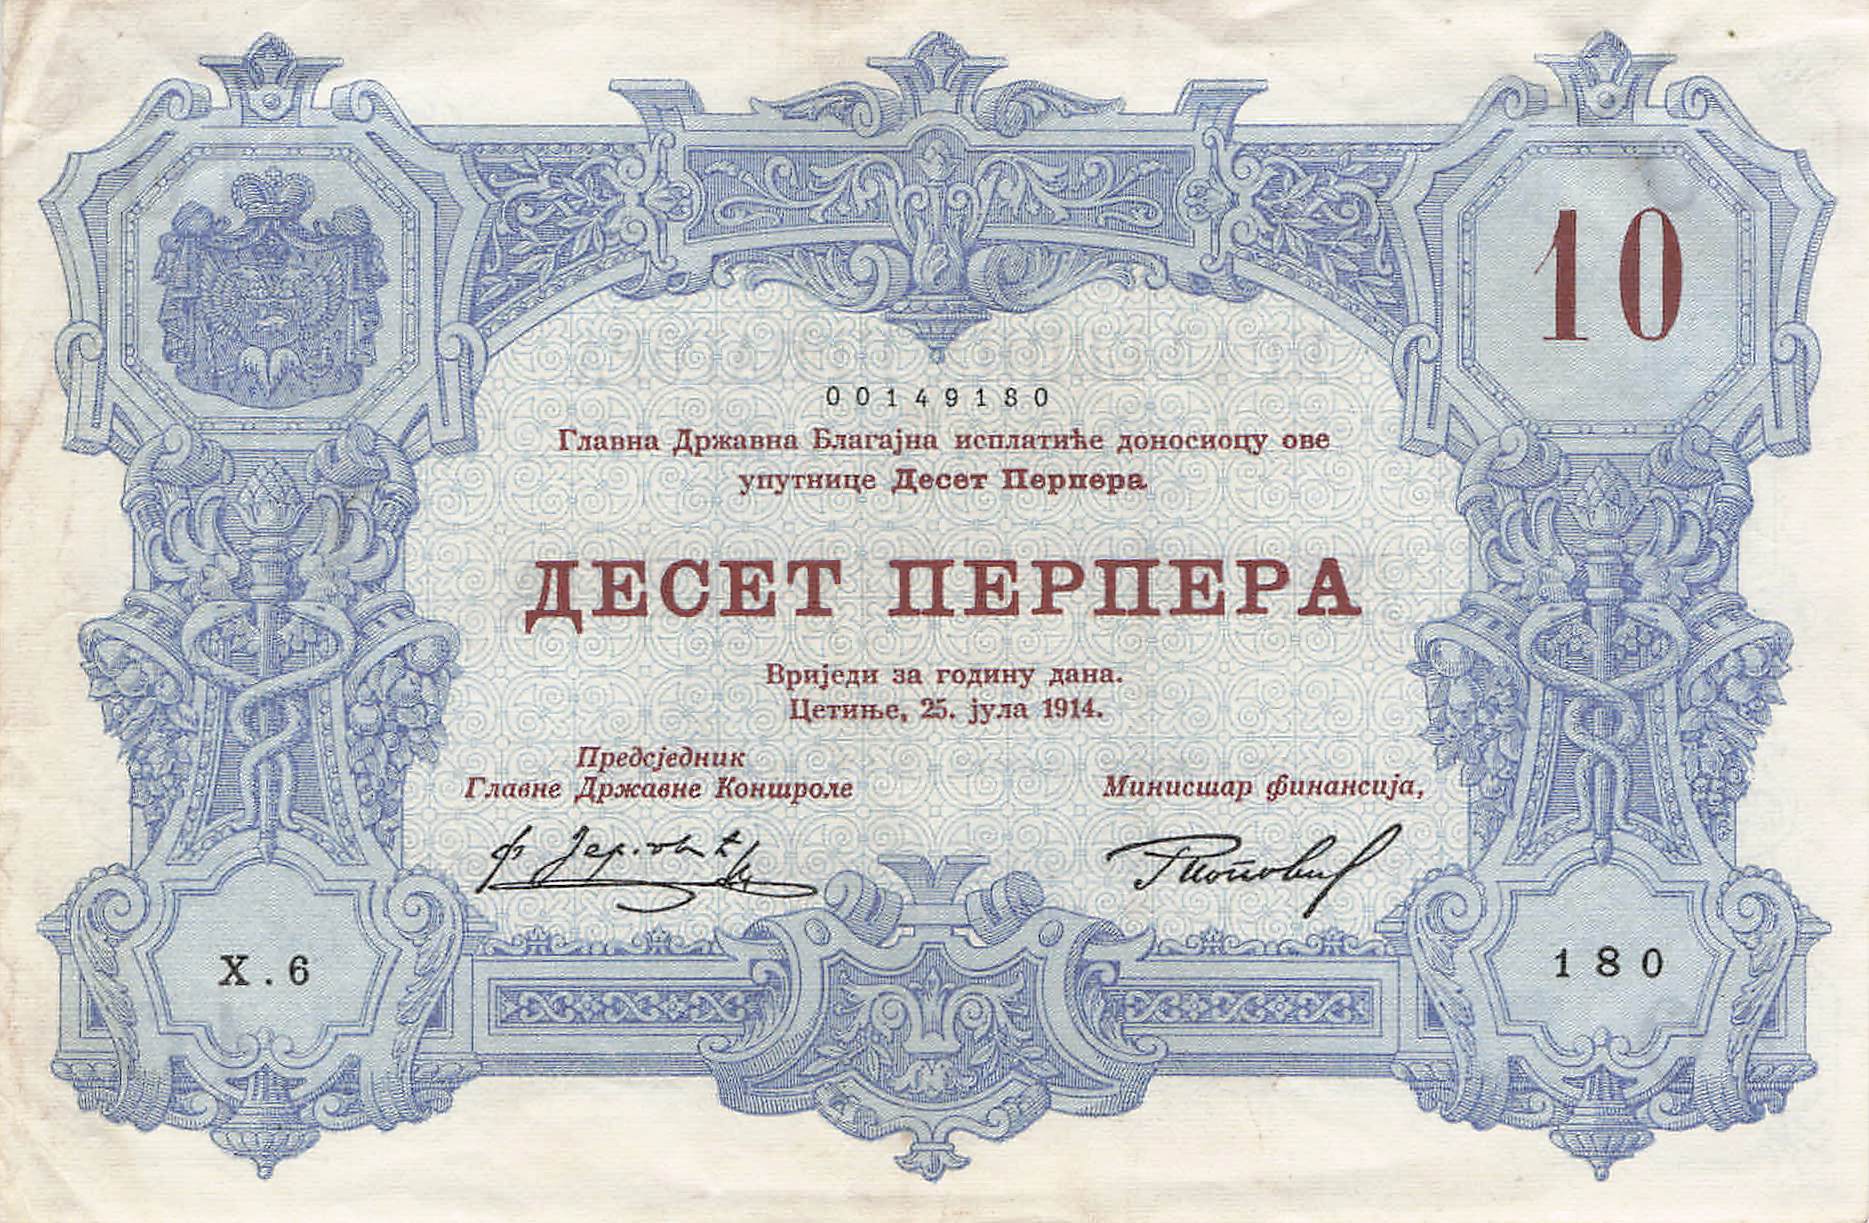 10
00149180
Главна Државна Благајна исплатиће доносиоцу ове
упутнице Десет Перпера
ДЕСЕТ ПЕРПЕРА
Вриједи за годину дана.
Цетиње, 25. јула 1914.
Предсједник
Главне Државне Контроле
Министар финансија,
X.6
180